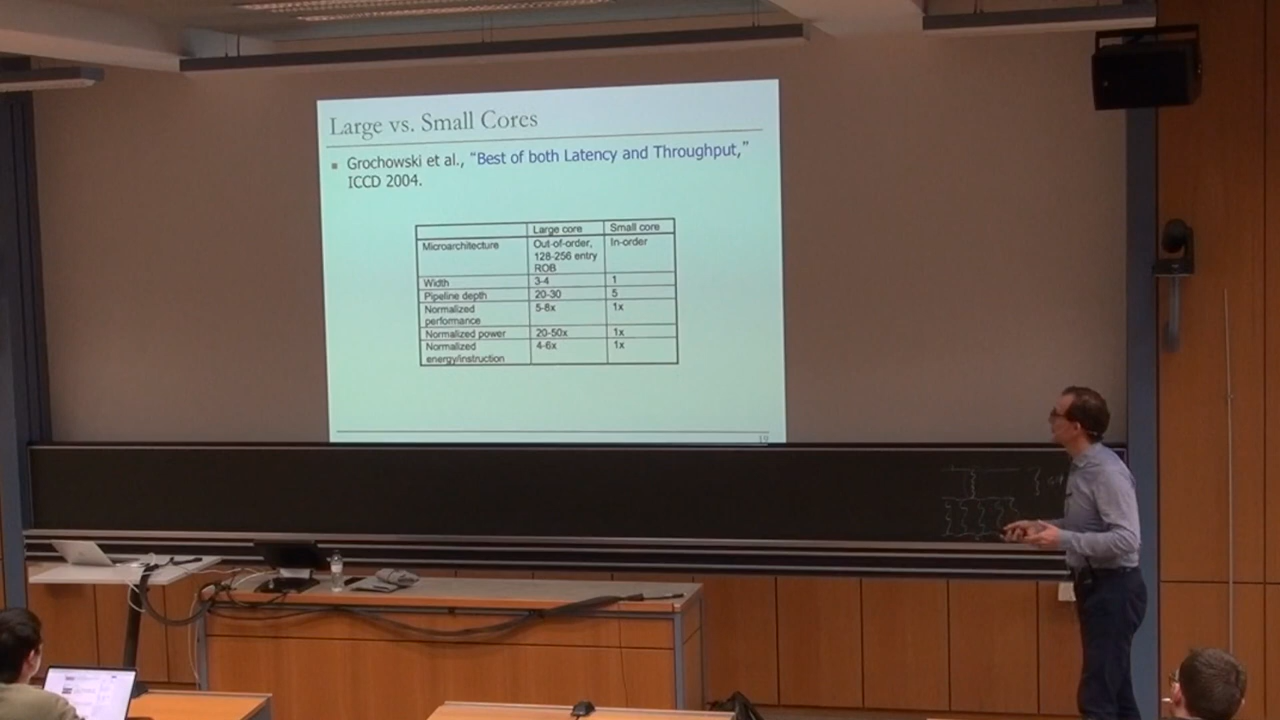 Large vs. Small Cores
▪ Grochowski et al., “Best of both Latency and Throughput,”
ICCD 2004.
Large core Small core
Microarchitecture Out-of-order, In-order
128-256 entry
ROB
Width 3-4 1
Pipeline depth 20-30 5
Normalized 5-8x 1x
performance
Normalized power 20-50x 1x
Normalized 4-6x 1x
energy/instruction
19